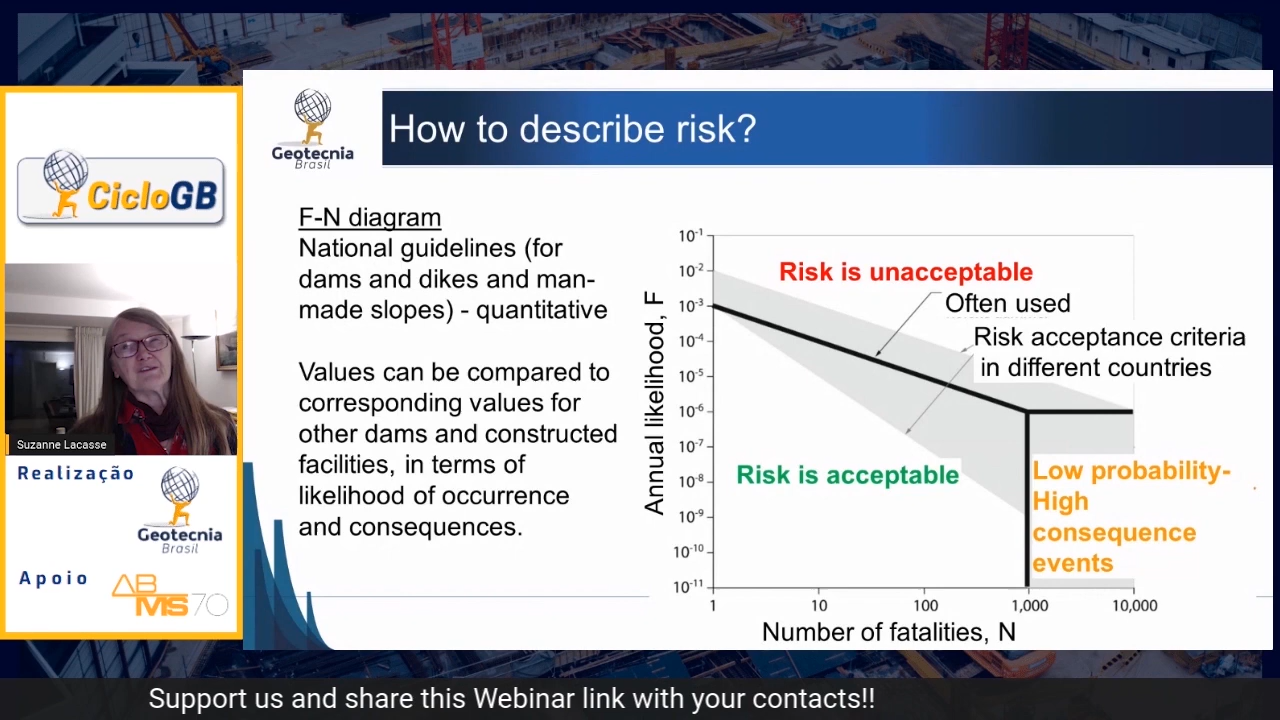 CicloGB
Suzanne Lacasse
Realização
Geotecnia
Brasil
Apoio
AB
MS 70
Geotecnia
Brasil
How to describe risk?
F-N diagram
National guidelines (for
dams and dikes and man-
made slopes) - quantitative
Values can be compared to
corresponding values for
other dams and constructed
facilities, in terms of
likelihood of occurrence
and consequences.
Annual likelihood, F
10⁻¹
10⁻²
10⁻³
10⁻⁴
10⁻⁵
10⁻⁶
10⁻⁷
10⁻⁸
10⁻⁹
10⁻¹⁰
10⁻¹¹
Risk is unacceptable
Often used
Risk acceptance criteria
in different countries
Risk is acceptable
Low probability-
High
consequence
events
1 10 100 1,000 10,000
Number of fatalities, N
Support us and share this Webinar link with your contacts!!